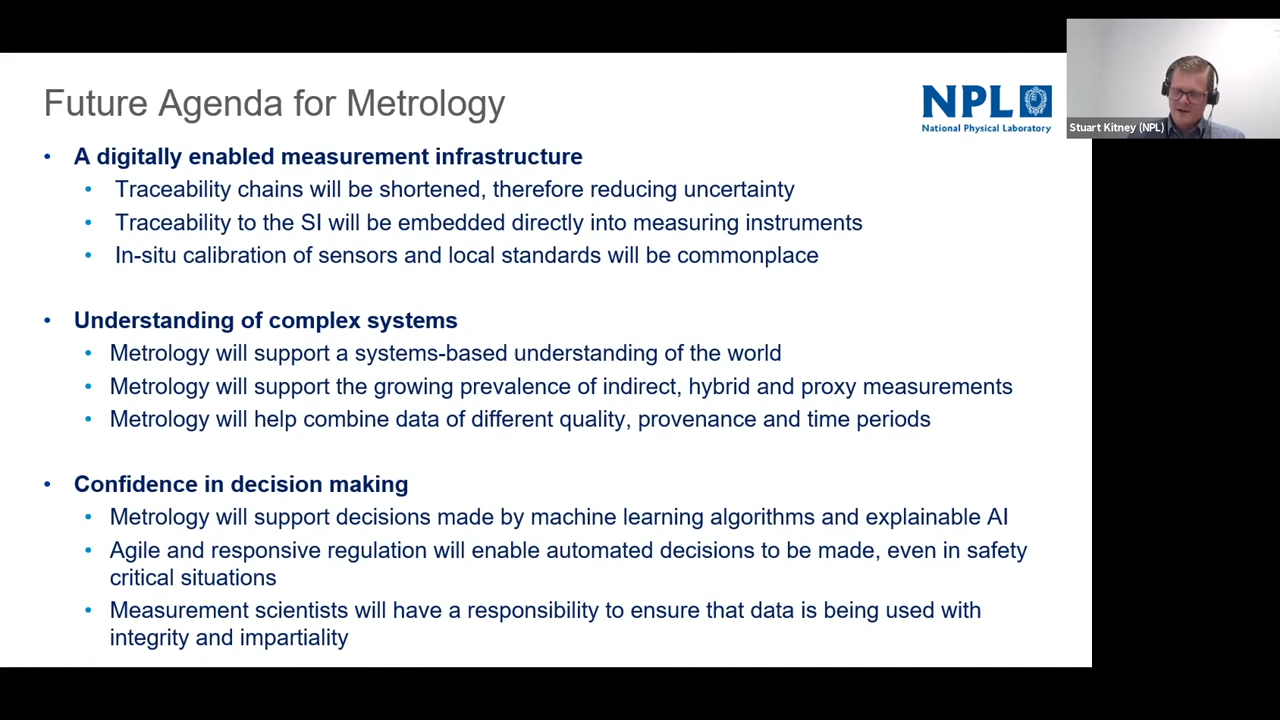 Future Agenda for Metrology
NPL
National Physical Laboratory
Stuart Kitney (NPL)
• A digitally enabled measurement infrastructure
• Traceability chains will be shortened, therefore reducing uncertainty
• Traceability to the SI will be embedded directly into measuring instruments
• In-situ calibration of sensors and local standards will be commonplace
• Understanding of complex systems
• Metrology will support a systems-based understanding of the world
• Metrology will support the growing prevalence of indirect, hybrid and proxy measurements
• Metrology will help combine data of different quality, provenance and time periods
• Confidence in decision making
• Metrology will support decisions made by machine learning algorithms and explainable AI
• Agile and responsive regulation will enable automated decisions to be made, even in safety
critical situations
• Measurement scientists will have a responsibility to ensure that data is being used with
integrity and impartiality